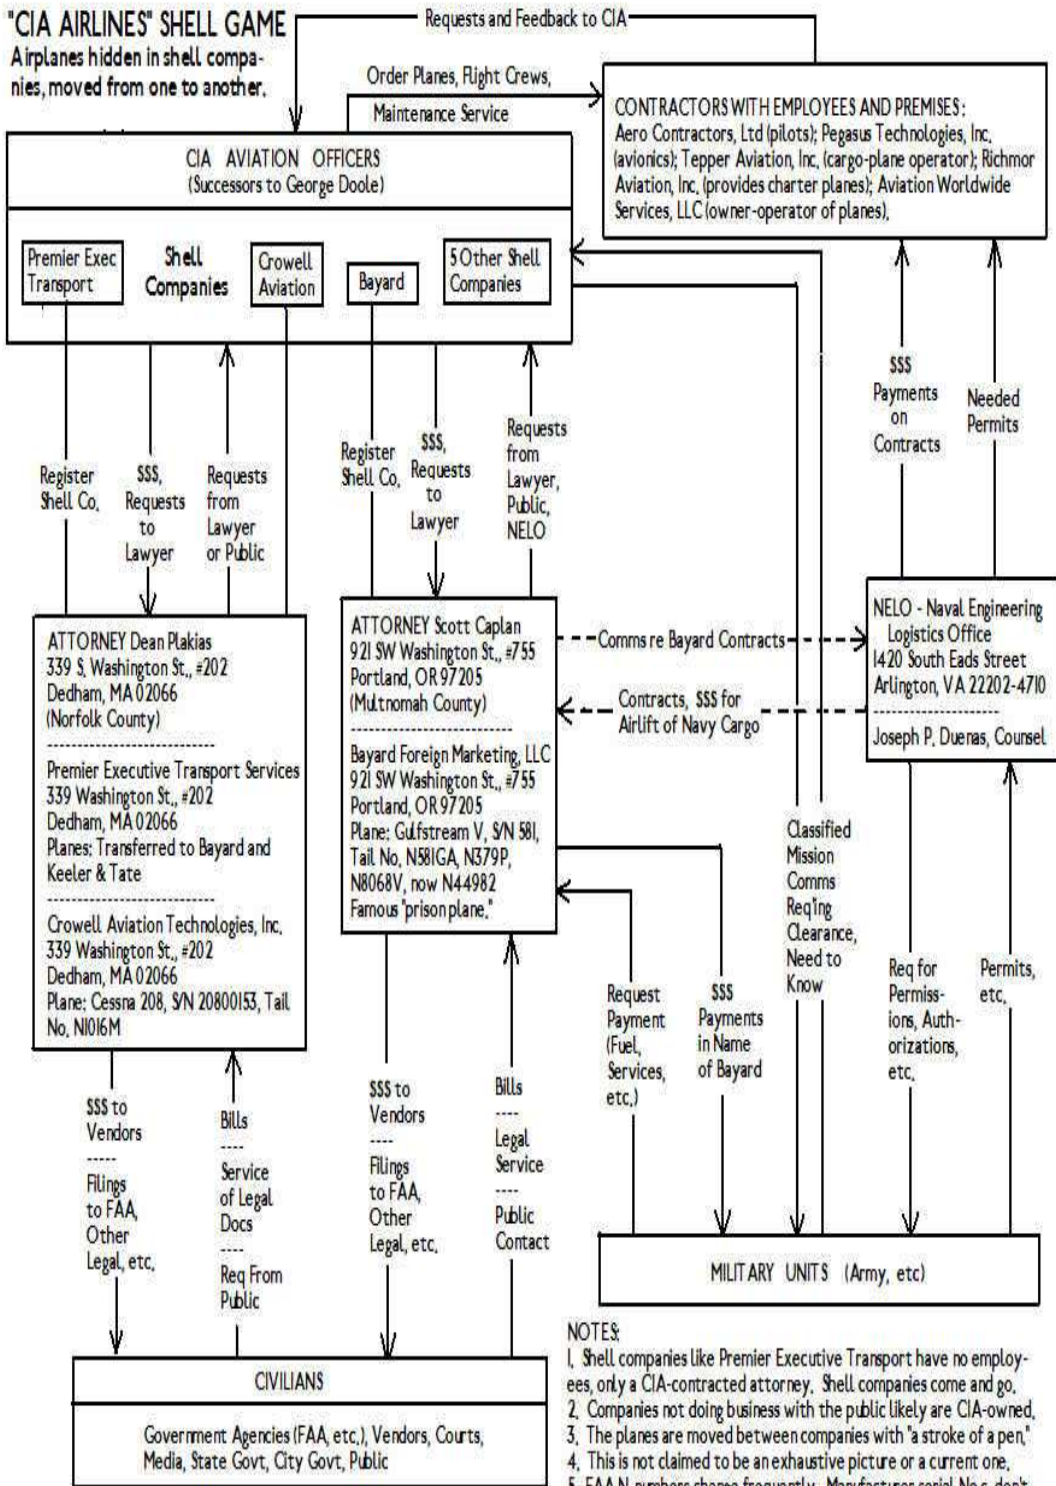 "CIA AIRLINES" SHELL GAME
Airplanes hidden in shell compa-
nies, moved from one to another.
Requests and Feedback to CIA
Order Planes, Flight Crews,
Maintenance Service
CONTRACTORS WITH EMPLOYEES AND PREMISES:
Aero Contractors, Ltd (pilots); Pegasus Technologies, Inc.
(avionics); Tepper Aviation, Inc. (cargo-plane operator); Richmor
Aviation, Inc. (provides charter planes); Aviation Worldwide
Services, LLC (owner-operator of planes).
CIA AVIATION OFFICERS
(Successors to George Doole)
Premier Exec
Transport
Shell
Companies
Crowell
Aviation
Bayard
5 Other Shell
Companies
Register
Shell Co.
$$$,
Requests
to
Lawyer
Requests
from
Lawyer
or Public
Register
Shell Co.
$$$,
Requests
to
Lawyer
Requests
from
Lawyer,
Public,
NELO
$$$
Payments
on
Contracts
Needed
Permits
ATTORNEY Dean Plakias
339 S. Washington St., #202
Dedham, MA 02066
(Norfolk County)
---------------------------
Premier Executive Transport Services
339 Washington St., #202
Dedham, MA 02066
Planes: Transferred to Bayard and
Keeler & Tate
---------------------------
Crowell Aviation Technologies, Inc.
339 Washington St., #202
Dedham, MA 02066
Plane: Cessna 208, S/N 20800153, Tail
No. N1016M
ATTORNEY Scott Caplan
921 SW Washington St., #755
Portland, OR 97205
(Multnomah County)
---------------------------
Bayard Foreign Marketing, LLC
921 SW Washington St., #755
Portland, OR 97205
Plane: Gulfstream V, S/N 581,
Tail No. N581GA, N379P,
N8068V, now N44982
Famous "prison plane."
Comms re Bayard Contracts
Contracts, $$$ for
Airlift of Navy Cargo
NELO - Naval Engineering
Logistics Office
1420 South Eads Street
Arlington, VA 22202-4710
--------------------
Joseph P. Duenas, Counsel
Classified
Mission
Comms
Req'ing
Clearance,
Need to
Know
Request
Payment
(Fuel,
Services,
etc.)
$$$
Payments
in Name
of Bayard
Req for
Permiss-
ions, Auth-
orizations,
etc.
Permits,
etc.
$$$ to
Vendors
-----
Filings
to FAA,
Other
Legal, etc.
Bills
----
Service
of Legal
Docs
----
Req From
Public
$$$ to
Vendors
----
Filings
to FAA,
Other
Legal, etc.
Bills
----
Legal
Service
----
Public
Contact
MILITARY UNITS (Army, etc)
CIVILIANS
Government Agencies (FAA, etc.), Vendors, Courts,
Media, State Govt, City Govt, Public
NOTES:
1. Shell companies like Premier Executive Transport have no employ-
ees, only a CIA-contracted attorney. Shell companies come and go.
2. Companies not doing business with the public likely are CIA-owned.
3. The planes are moved between companies with "a stroke of a pen."
4. This is not claimed to be an exhaustive picture or a current one.
5. FAA N-numbers change frequently. Manufacturer serial No.s don't